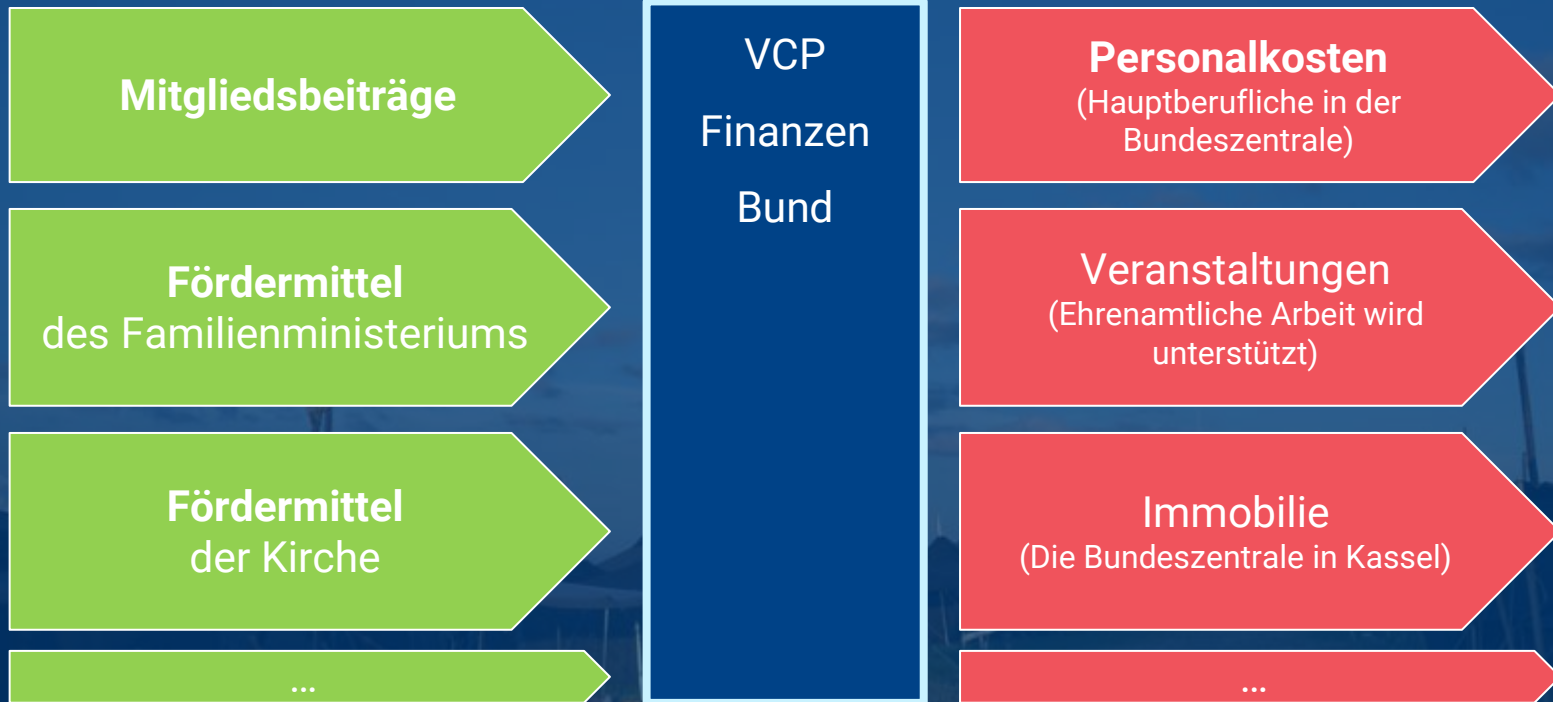 Mitgliedsbeiträge
Fördermittel
des Familienministeriums
Fördermittel
der Kirche
...
VCP
Finanzen
Bund
Personalkosten
(Hauptberufliche in der
Bundeszentrale)
Veranstaltungen
(Ehrenamtliche Arbeit wird
unterstützt)
Immobilie
(Die Bundeszentrale in Kassel)
...